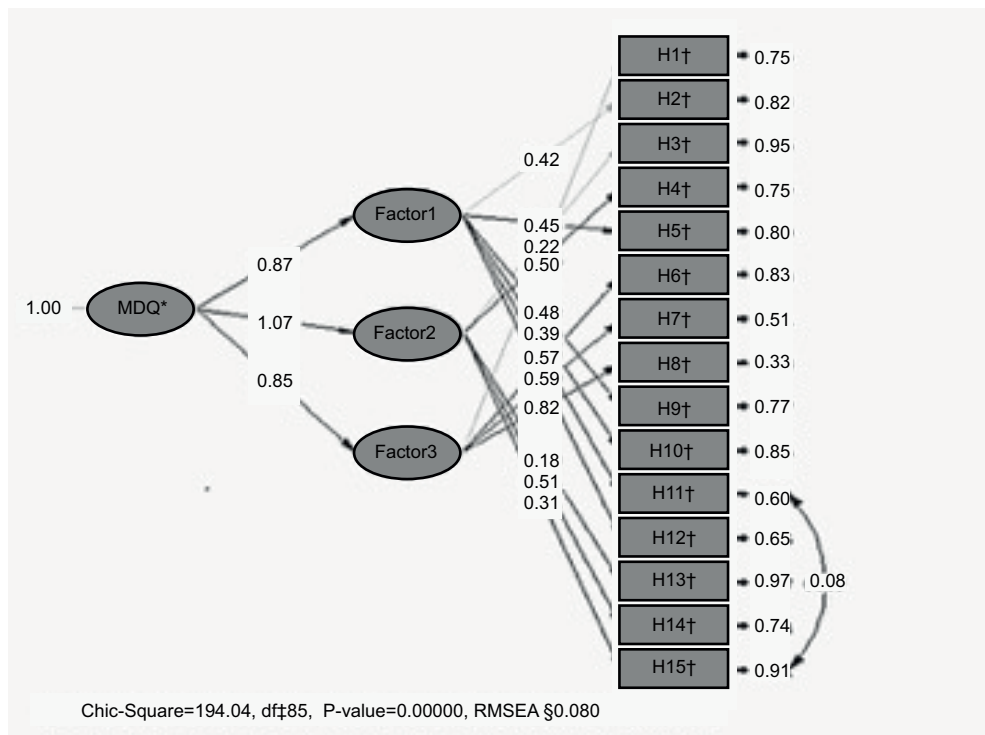 H1†
0.75
H2†
0.82
0.42
H3†
0.95
H4†
0.75
Factor1
0.45
H5†
0.80
0.22
0.87
0.50
H6†
0.83
1.00
MDQ*
0.48
H7†
0.51
1.07
Factor2
0.39
0.57
H8†
0.33
0.85
0.59
0.82
H9†
0.77
Factor3
0.18
H10†
0.85
0.51
H11†
0.60
0.31
H12†
0.65
H13†
0.97
0.08
H14†
0.74
H15†
0.91
Chic-Square=194.04, df‡85, P-value=0.00000, RMSEA §0.080